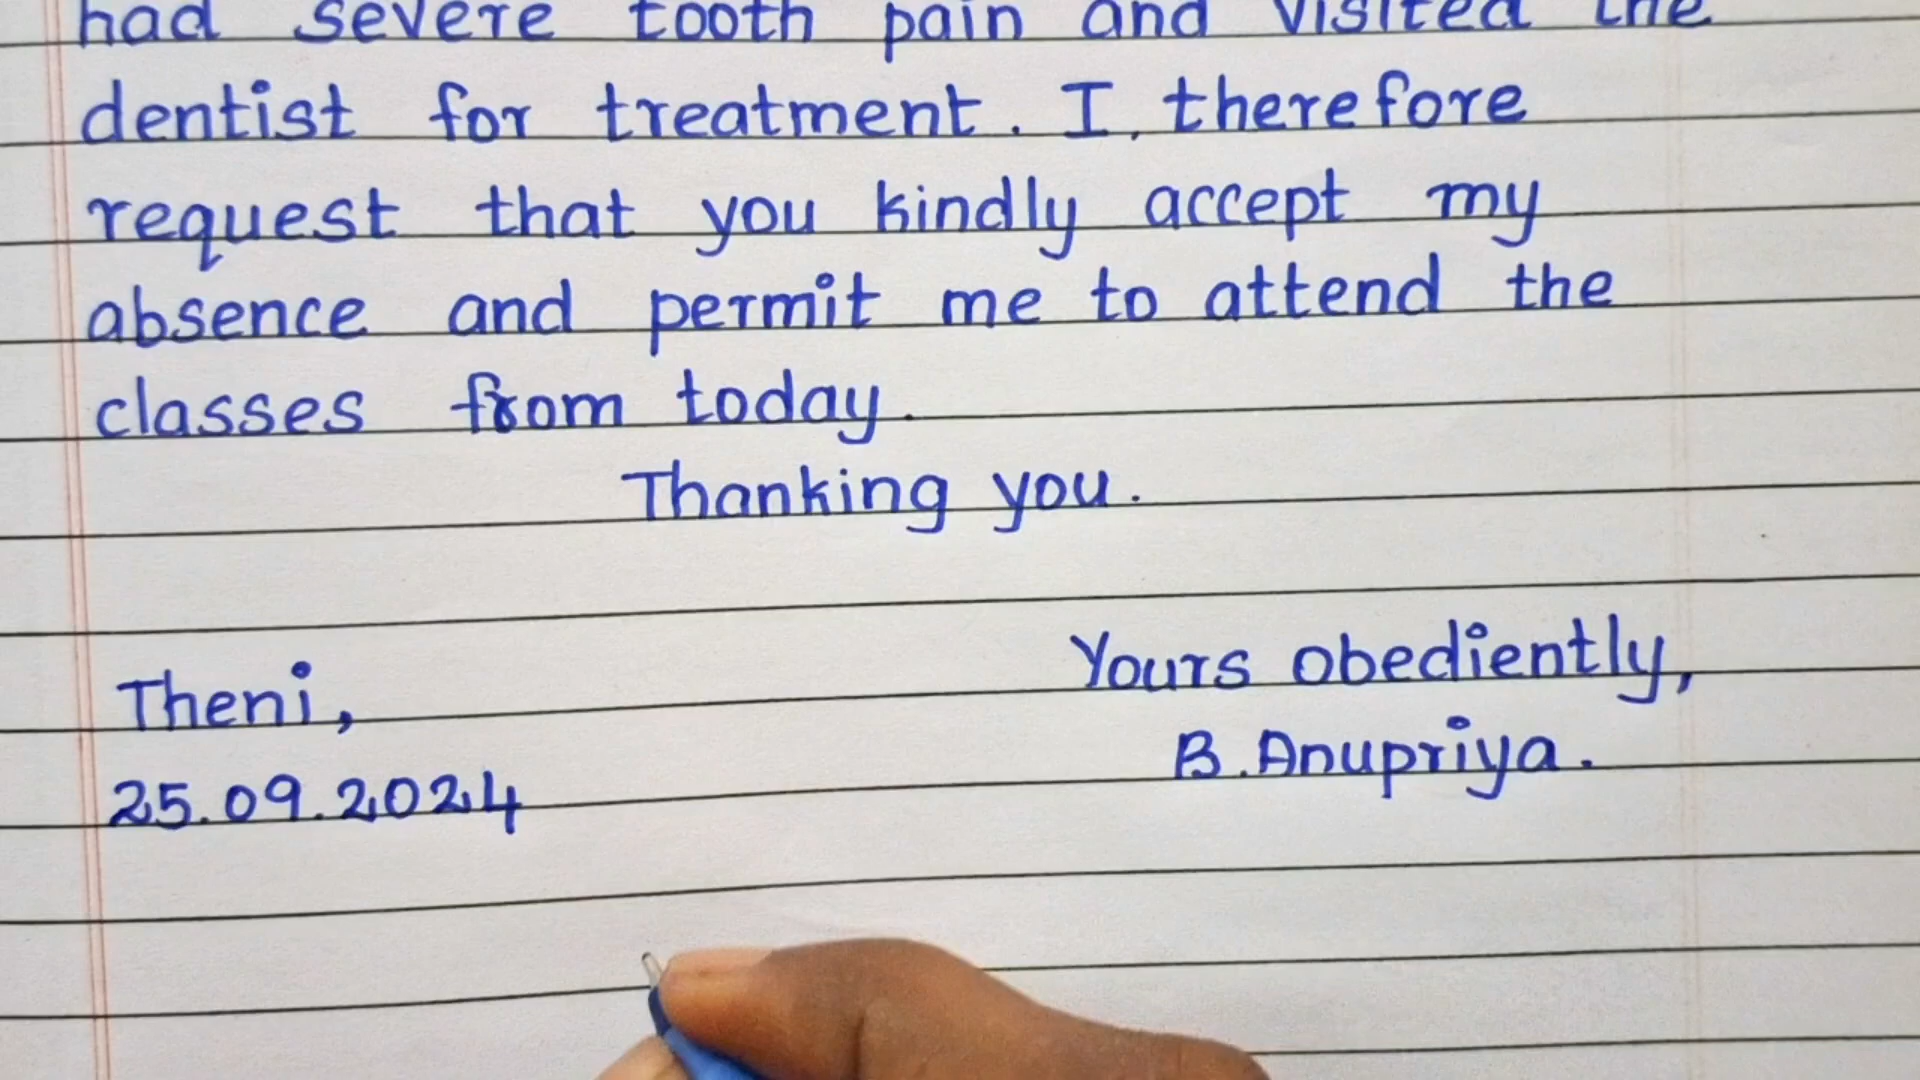 had severe tooth pain and visited the
dentist for treatment. I, therefore
request that you kindly accept my
absence and permit me to attend the
classes from today.
Thanking you.
Yours obediently,
Theni,
B.Anupriya.
25.09.2024